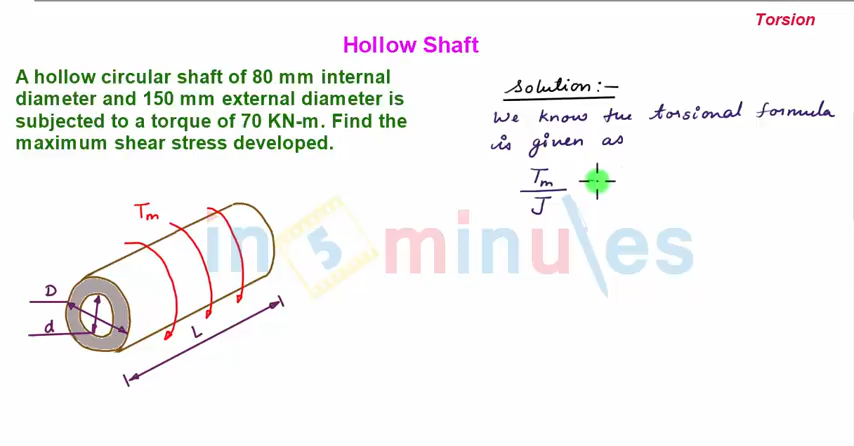 Torsion
Hollow Shaft
A hollow circular shaft of 80 mm internal
diameter and 150 mm external diameter is
subjected to a torque of 70 KN-m. Find the
maximum shear stress developed.
Solution:-
We know the torsional formula
is given as
Tm
J
Tm
D
d
L
in 5 minutes